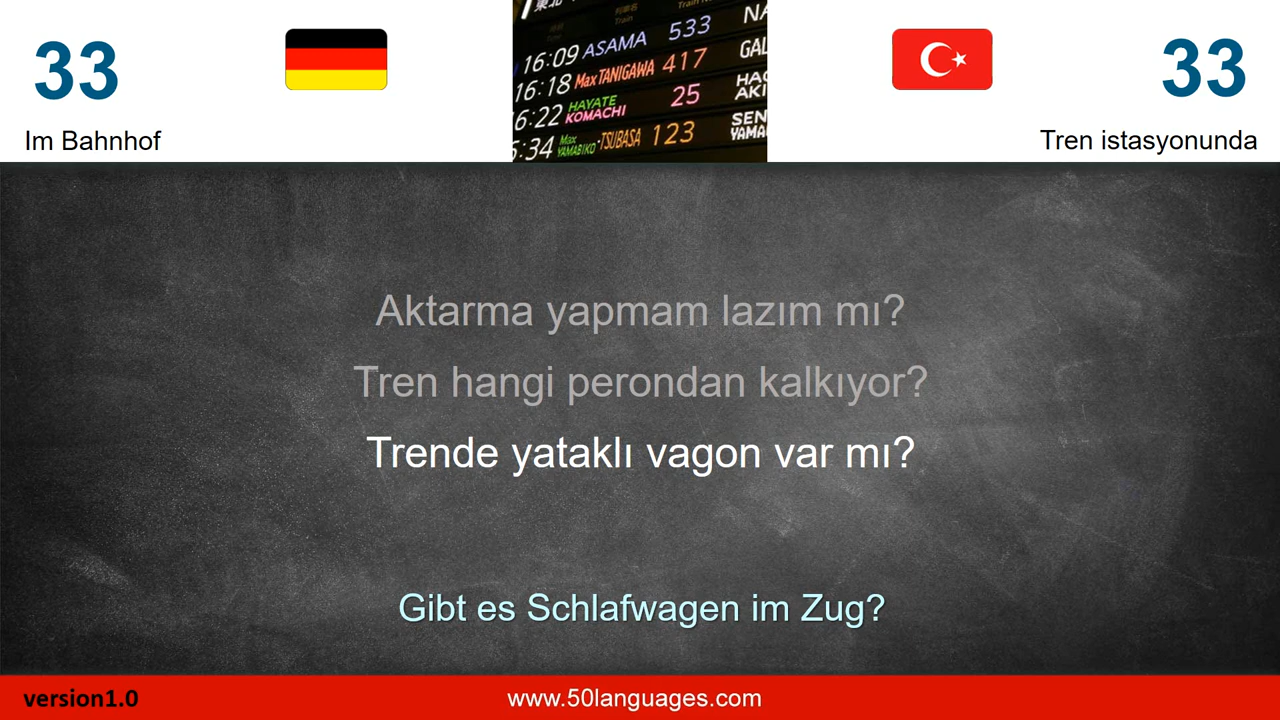 33
33
Im Bahnhof
Tren istasyonunda
16:09 ASAMA 533
16:18 Max TANIGAWA 417
6:22 HAYATE KOMACHI 25
:34 Max YAMABIKO·TSUBASA 123
Aktarma yapmam lazım mı?
Tren hangi perondan kalkıyor?
Trende yataklı vagon var mı?
Gibt es Schlafwagen im Zug?
version1.0
www.50languages.com